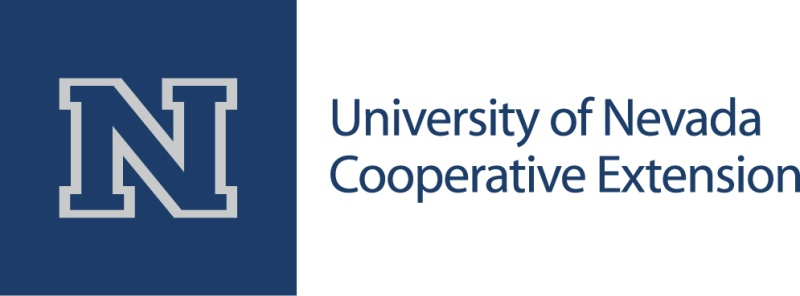 N
University of Nevada
Cooperative Extension